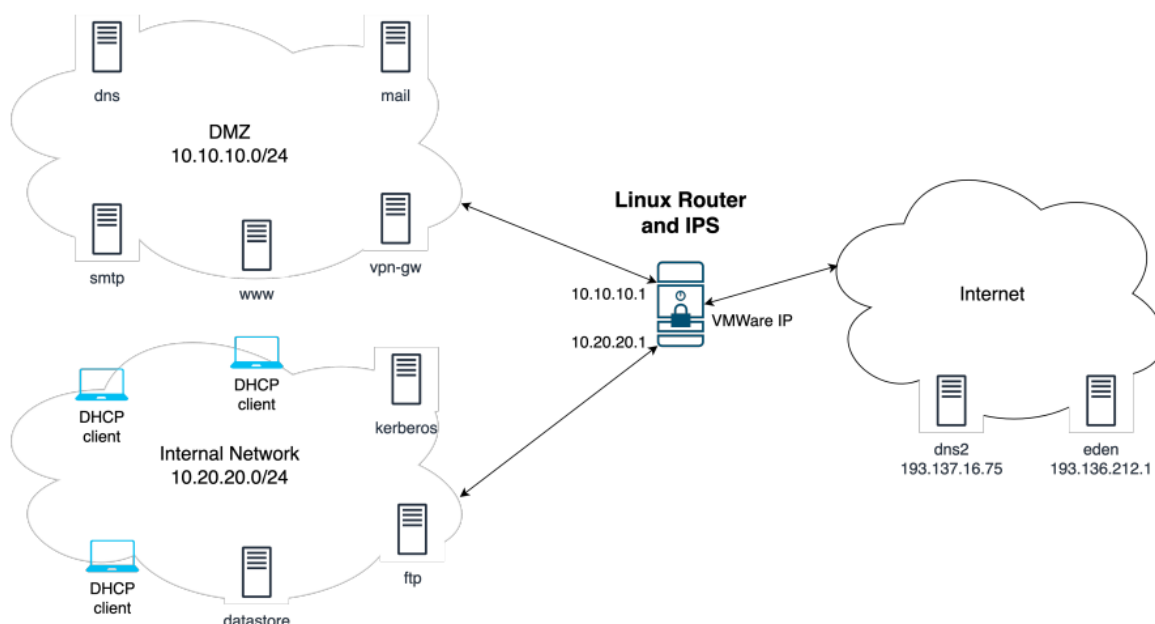 dns
mail
DMZ
10.10.10.0/24
smtp
www
vpn-gw
Linux Router
and IPS
10.10.10.1
VMWare IP
10.20.20.1
Internet
DHCP
client
DHCP
client
kerberos
Internal Network
10.20.20.0/24
DHCP
client
datastore
ftp
dns2
193.137.16.75
eden
193.136.212.1